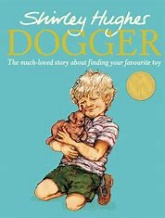 Shirley Hughes
DOGGER
The much-loved story about finding your favourite toy